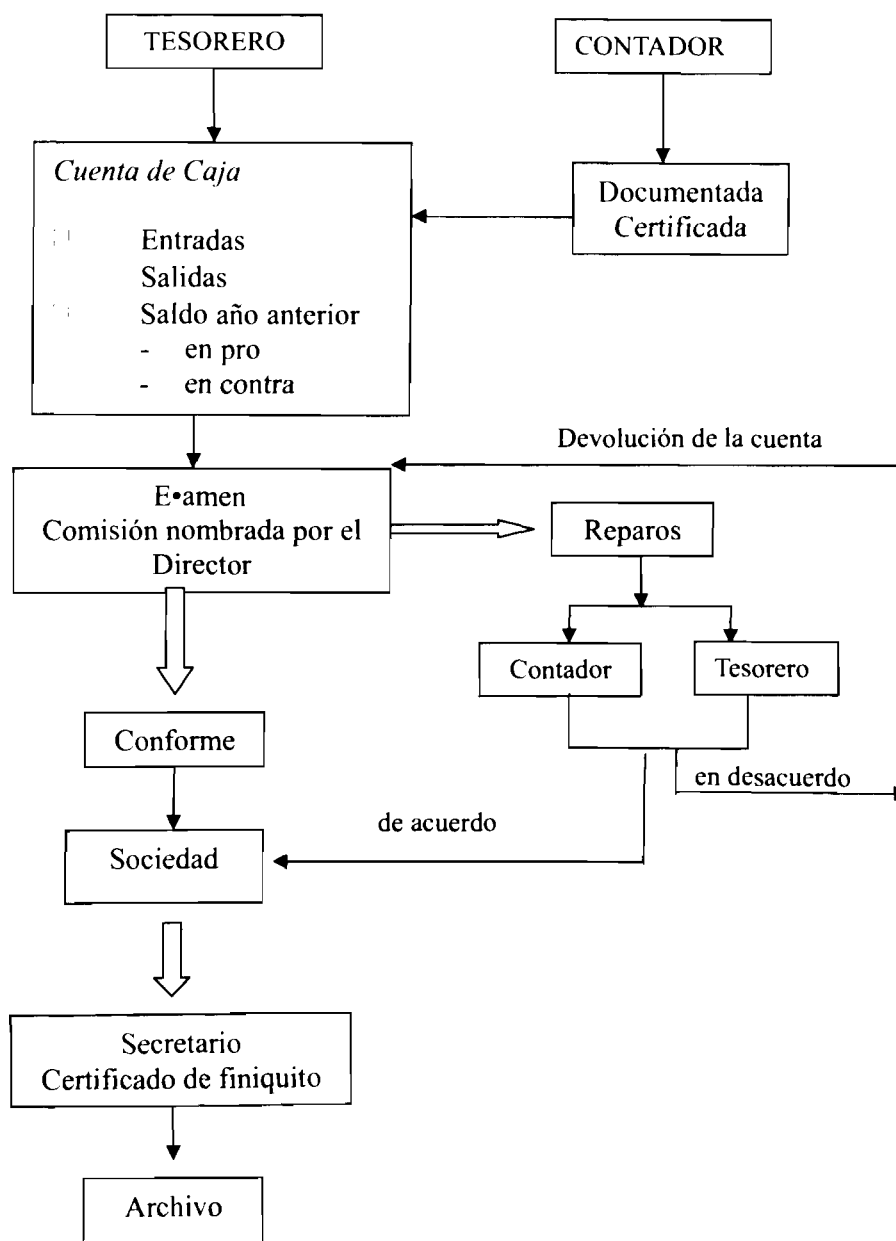 TESORERO
CONTADOR
Cuenta de Caja
Entradas
Salidas
Saldo año anterior
- en pro
- en contra
Documentada
Certificada
Devolución de la cuenta
E•amen
Comisión nombrada por el
Director
Reparos
Contador
Tesorero
Conforme
en desacuerdo
de acuerdo
Sociedad
Secretario
Certificado de finiquito
Archivo